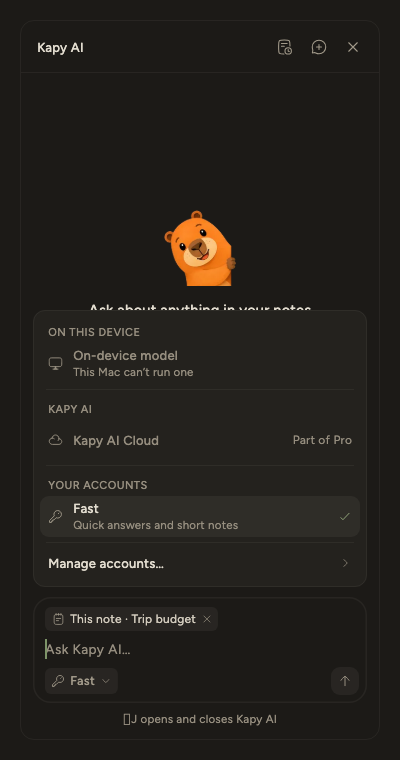 Kapy AI
Ask about anything in your notes
ON THIS DEVICE
On-device model
This Mac can’t run one
KAPY AI
Kapy AI Cloud
Part of Pro
YOUR ACCOUNTS
Fast
Quick answers and short notes
Manage accounts...
This note · Trip budget
Ask Kapy AI...
Fast
▯J opens and closes Kapy AI